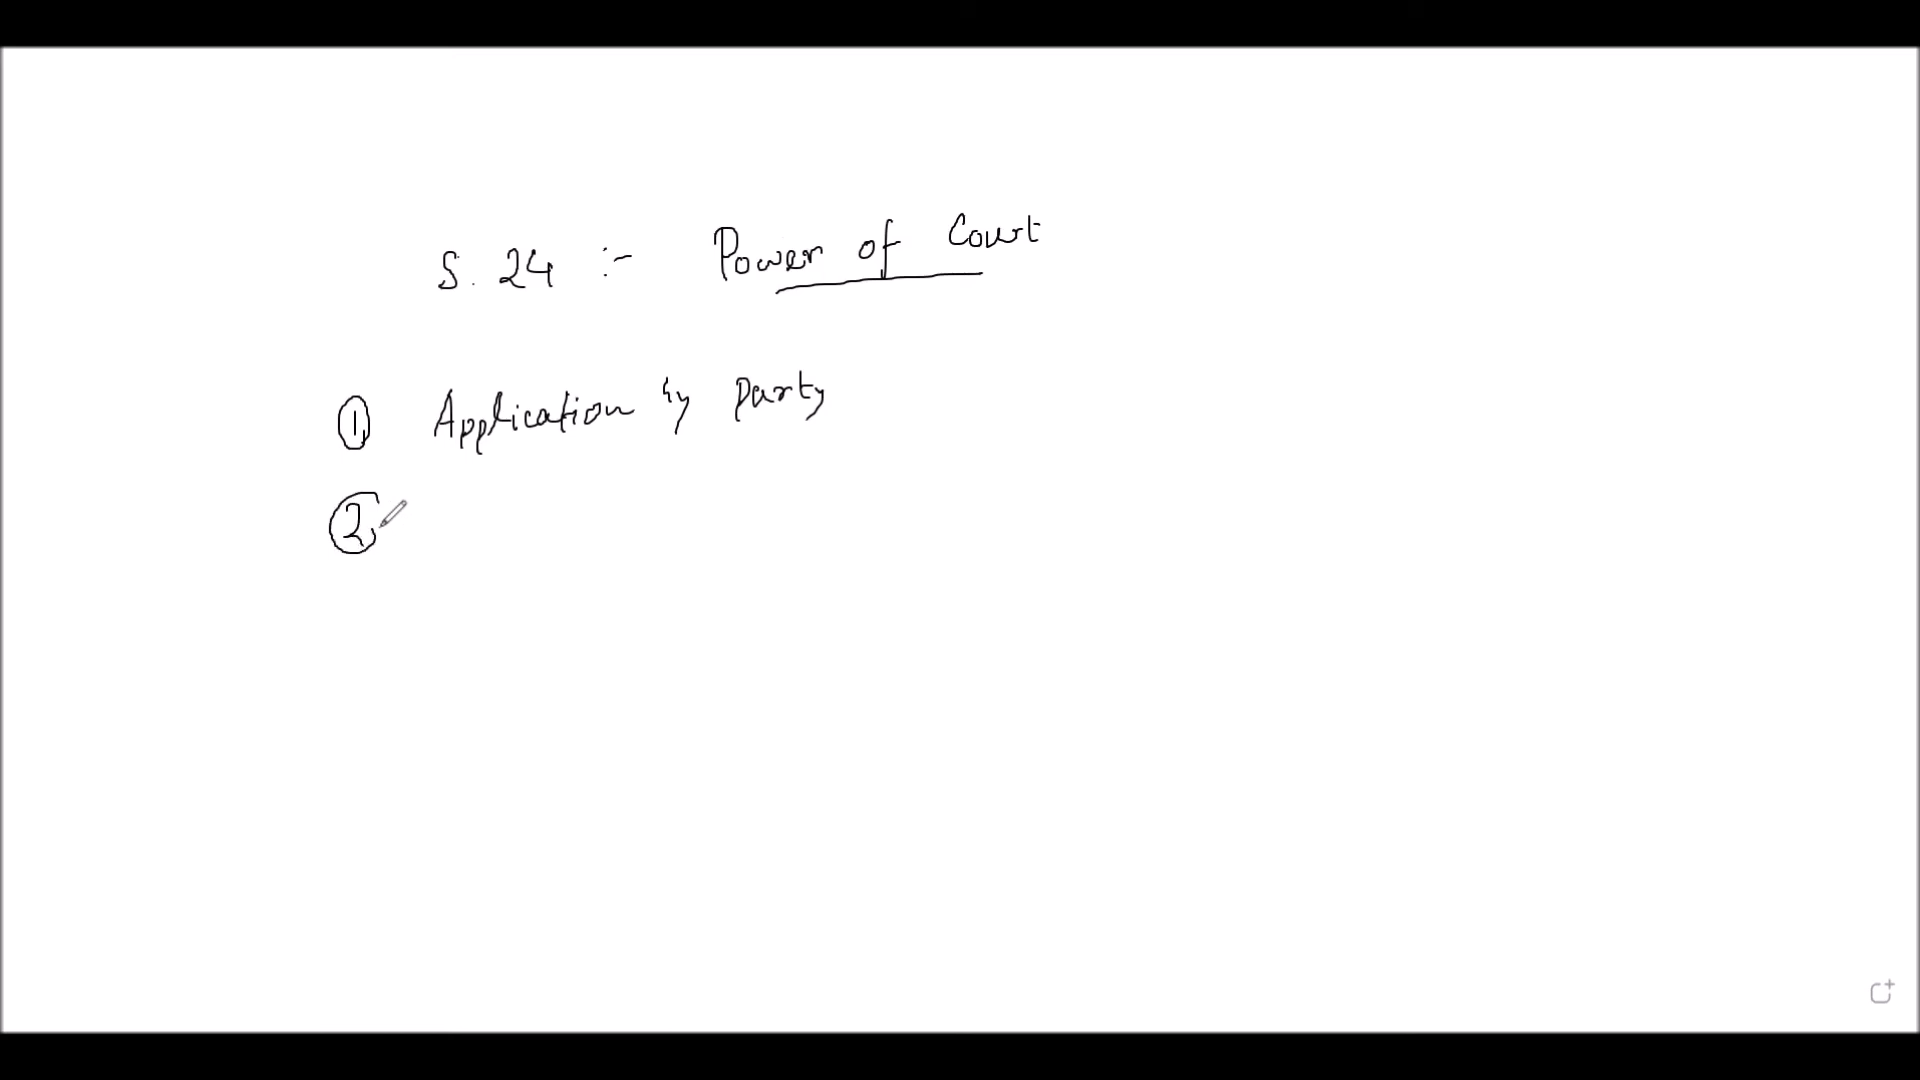 S. 24 :- Power of Court
① Application by party
②